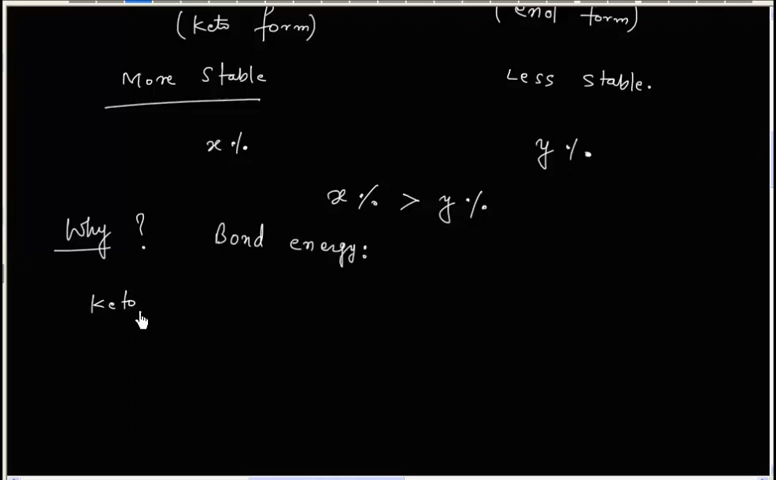 (keto form)
(enol form)
More Stable
Less stable.
x %
y %.
x % > y %
Why ? Bond energy:
Keto